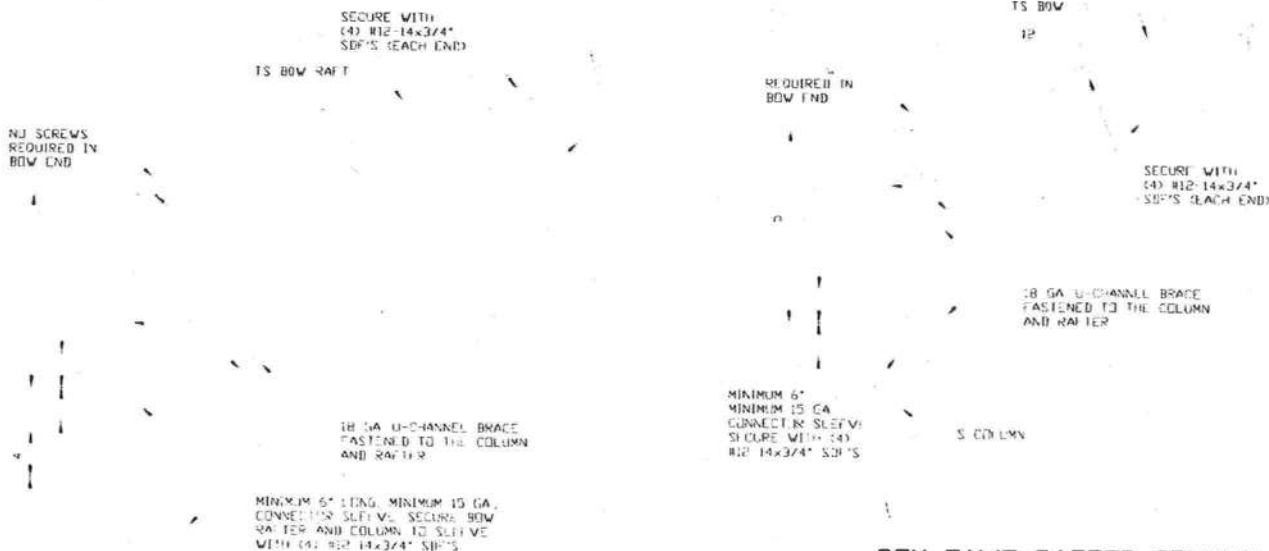 SECURE WITH
(4) #12-14x3/4"
SDF'S (EACH END)
TS BOW RAFT
NO SCREWS
REQUIRED IN
BOW END
18 GA U-CHANNEL BRACE
FASTENED TO THE COLUMN
AND RAFTER
MINIMUM 6" LONG, MINIMUM 15 GA,
CONNECTOR SLEEVE, SECURE BOW
RAFTER AND COLUMN TO SLEEVE
WITH (4) #12-14x3/4" SDF'S
TS BOW
12
REQUIRED IN
BOW END
SECURE WITH
(4) #12-14x3/4"
SDF'S (EACH END)
18 GA U-CHANNEL BRACE
FASTENED TO THE COLUMN
AND RAFTER
MINIMUM 6"
MINIMUM 15 GA
CONNECTOR SLEEVE
SECURE WITH (4)
#12 14x3/4" SDF'S
S COLUMN